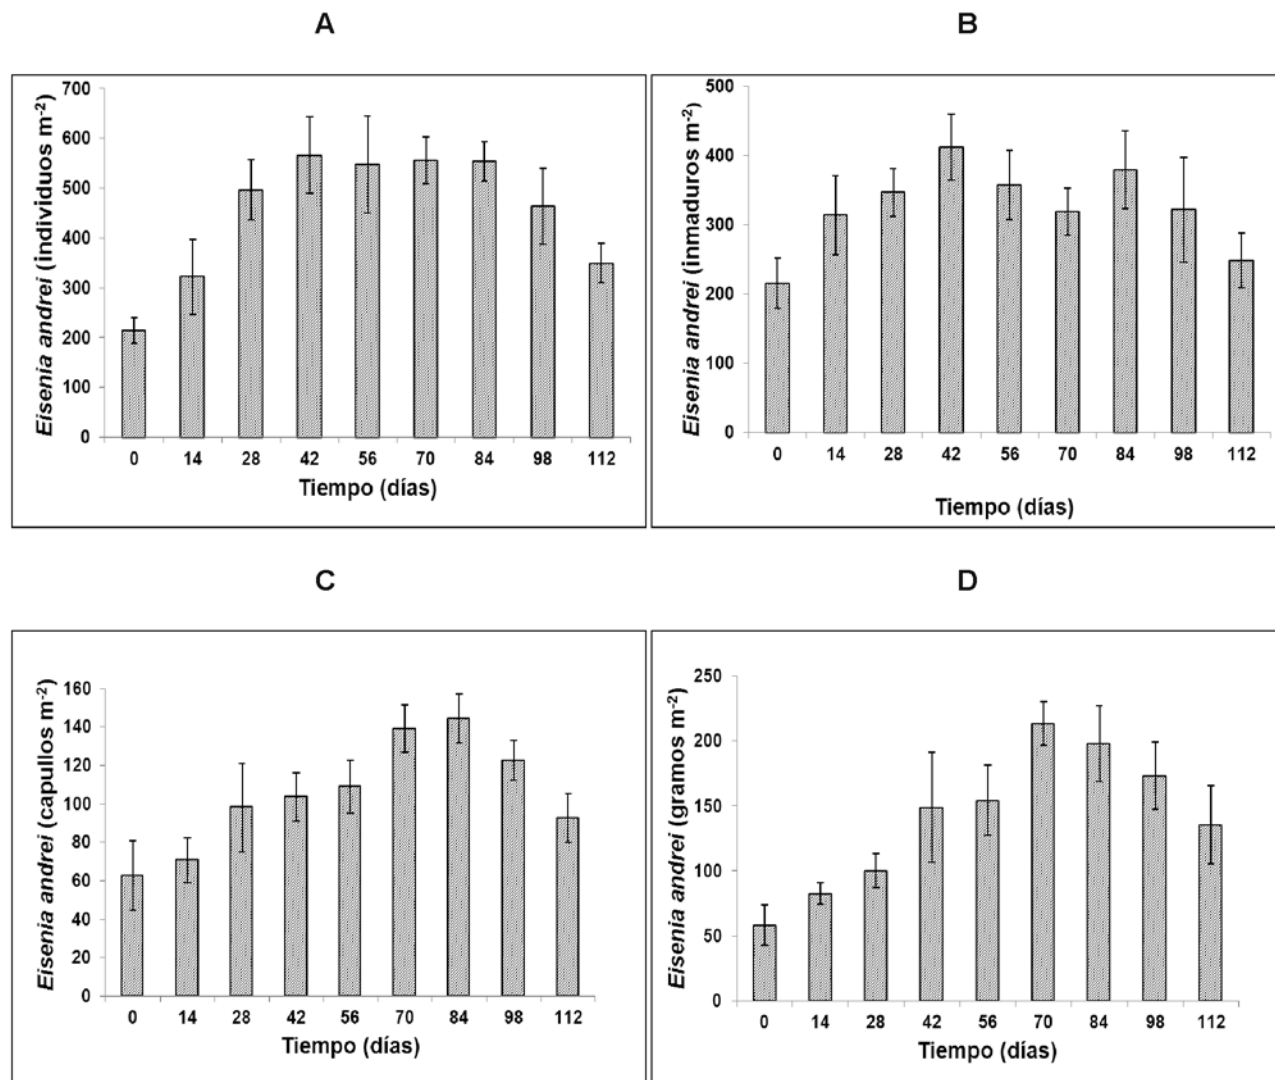 A
Eisenia andrei (individuos m-2)
700
600
500
400
300
200
100
0
0 14 28 42 56 70 84 98 112
Tiempo (días)
B
Eisenia andrei (inmaduros m-2)
500
400
300
200
100
0
0 14 28 42 56 70 84 98 112
Tiempo (días)
C
Eisenia andrei (capullos m-2)
160
140
120
100
80
60
40
20
0
0 14 28 42 56 70 84 98 112
Tiempo (días)
D
Eisenia andrei (gramos m-2)
250
200
150
100
50
0
0 14 28 42 56 70 84 98 112
Tiempo (días)